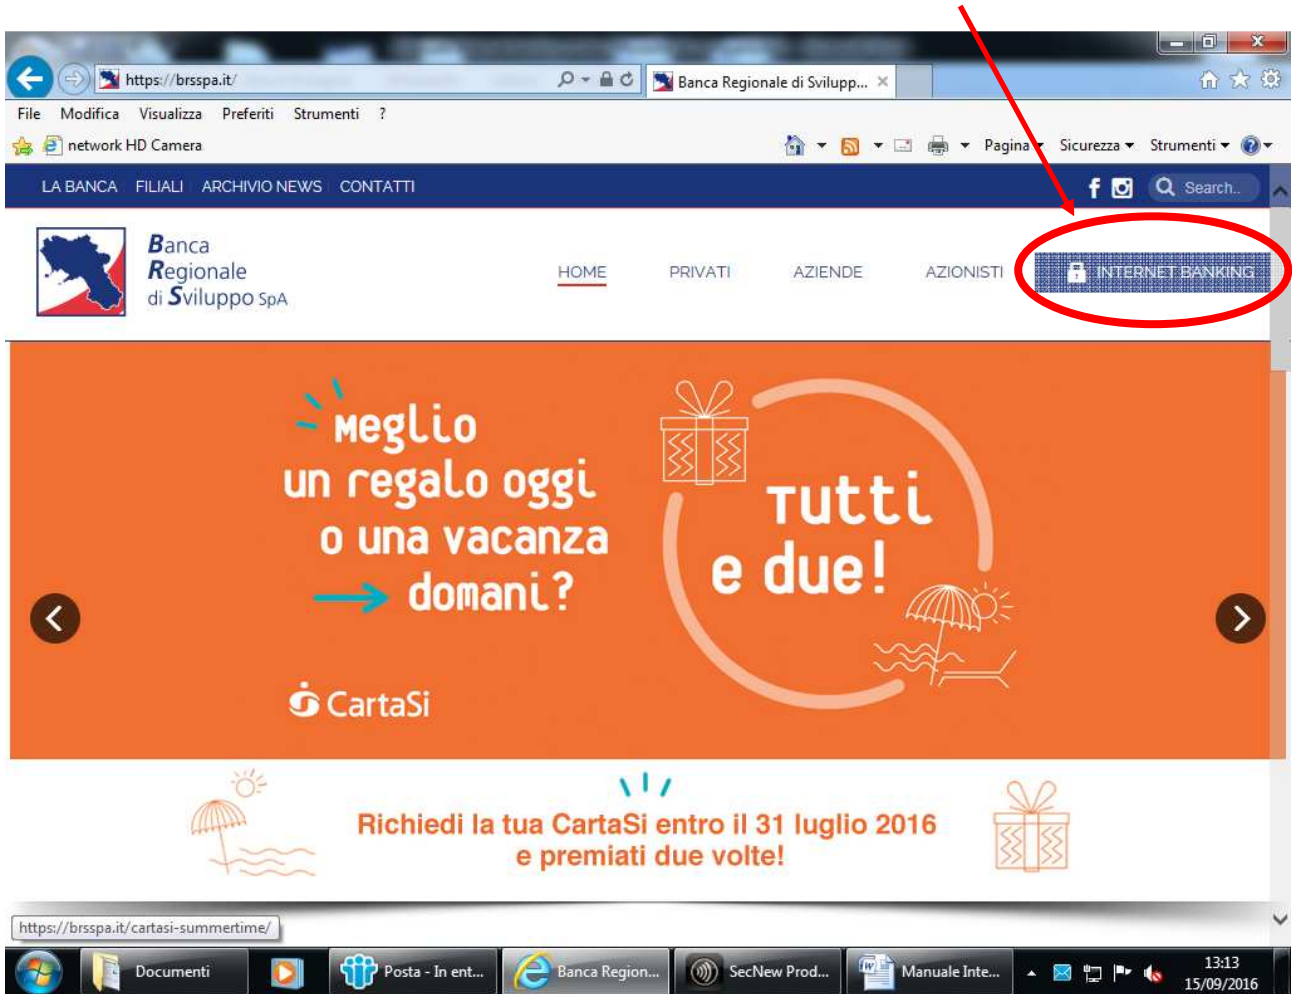 https://brsspa.it/
Banca Regionale di Svilupp...
File Modifica Visualizza Preferiti Strumenti ?
network HD Camera
Pagina Sicurezza Strumenti
LA BANCA FILIALI ARCHIVIO NEWS CONTATTI
Search..
Banca
Regionale
di Sviluppo SpA
HOME PRIVATI AZIENDE AZIONISTI INTERNET BANKING
Meglio
un regalo oggi
o una vacanza
domani?
Tutti
e due!
CartaSi
Richiedi la tua CartaSi entro il 31 luglio 2016
e premiati due volte!
https://brsspa.it/cartasi-summertime/
Documenti
Posta - In ent...
Banca Region...
SecNew Prod...
Manuale Inte...
13:13
15/09/2016